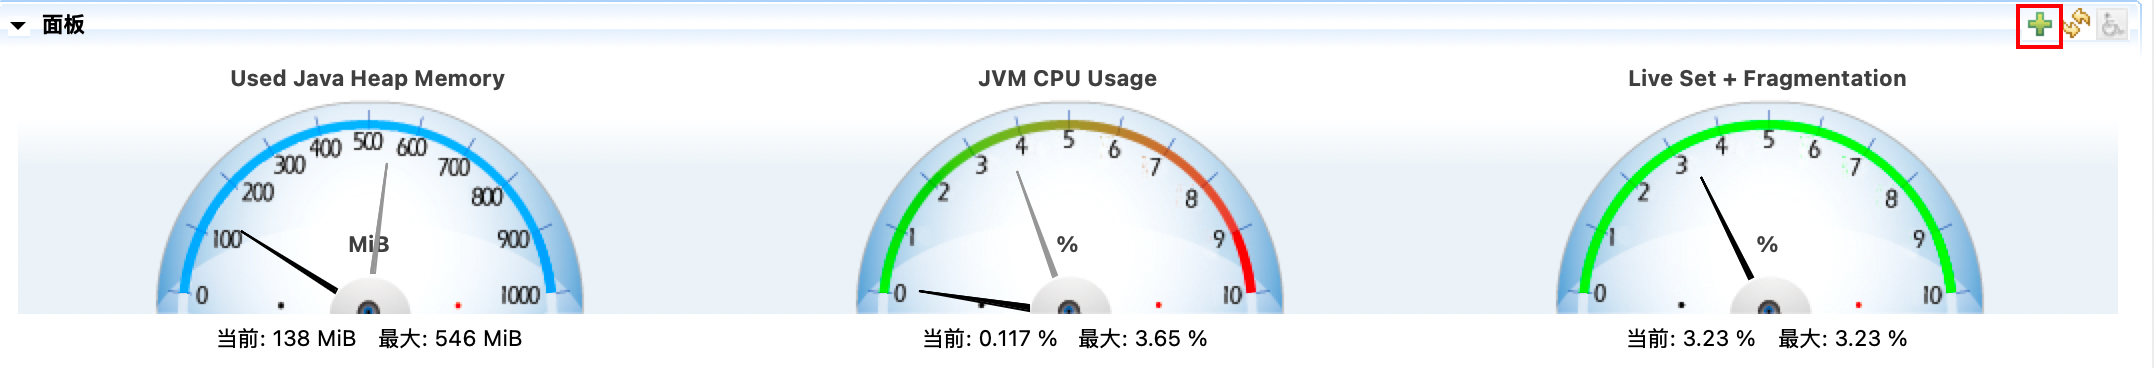 面板
Used Java Heap Memory
JVM CPU Usage
Live Set + Fragmentation
0 100 200 300 400 500 600 700 800 900 1000
MiB
0 1 2 3 4 5 6 7 8 9 10
%
0 1 2 3 4 5 6 7 8 9 10
%
当前: 138 MiB 最大: 546 MiB
当前: 0.117 % 最大: 3.65 %
当前: 3.23 % 最大: 3.23 %